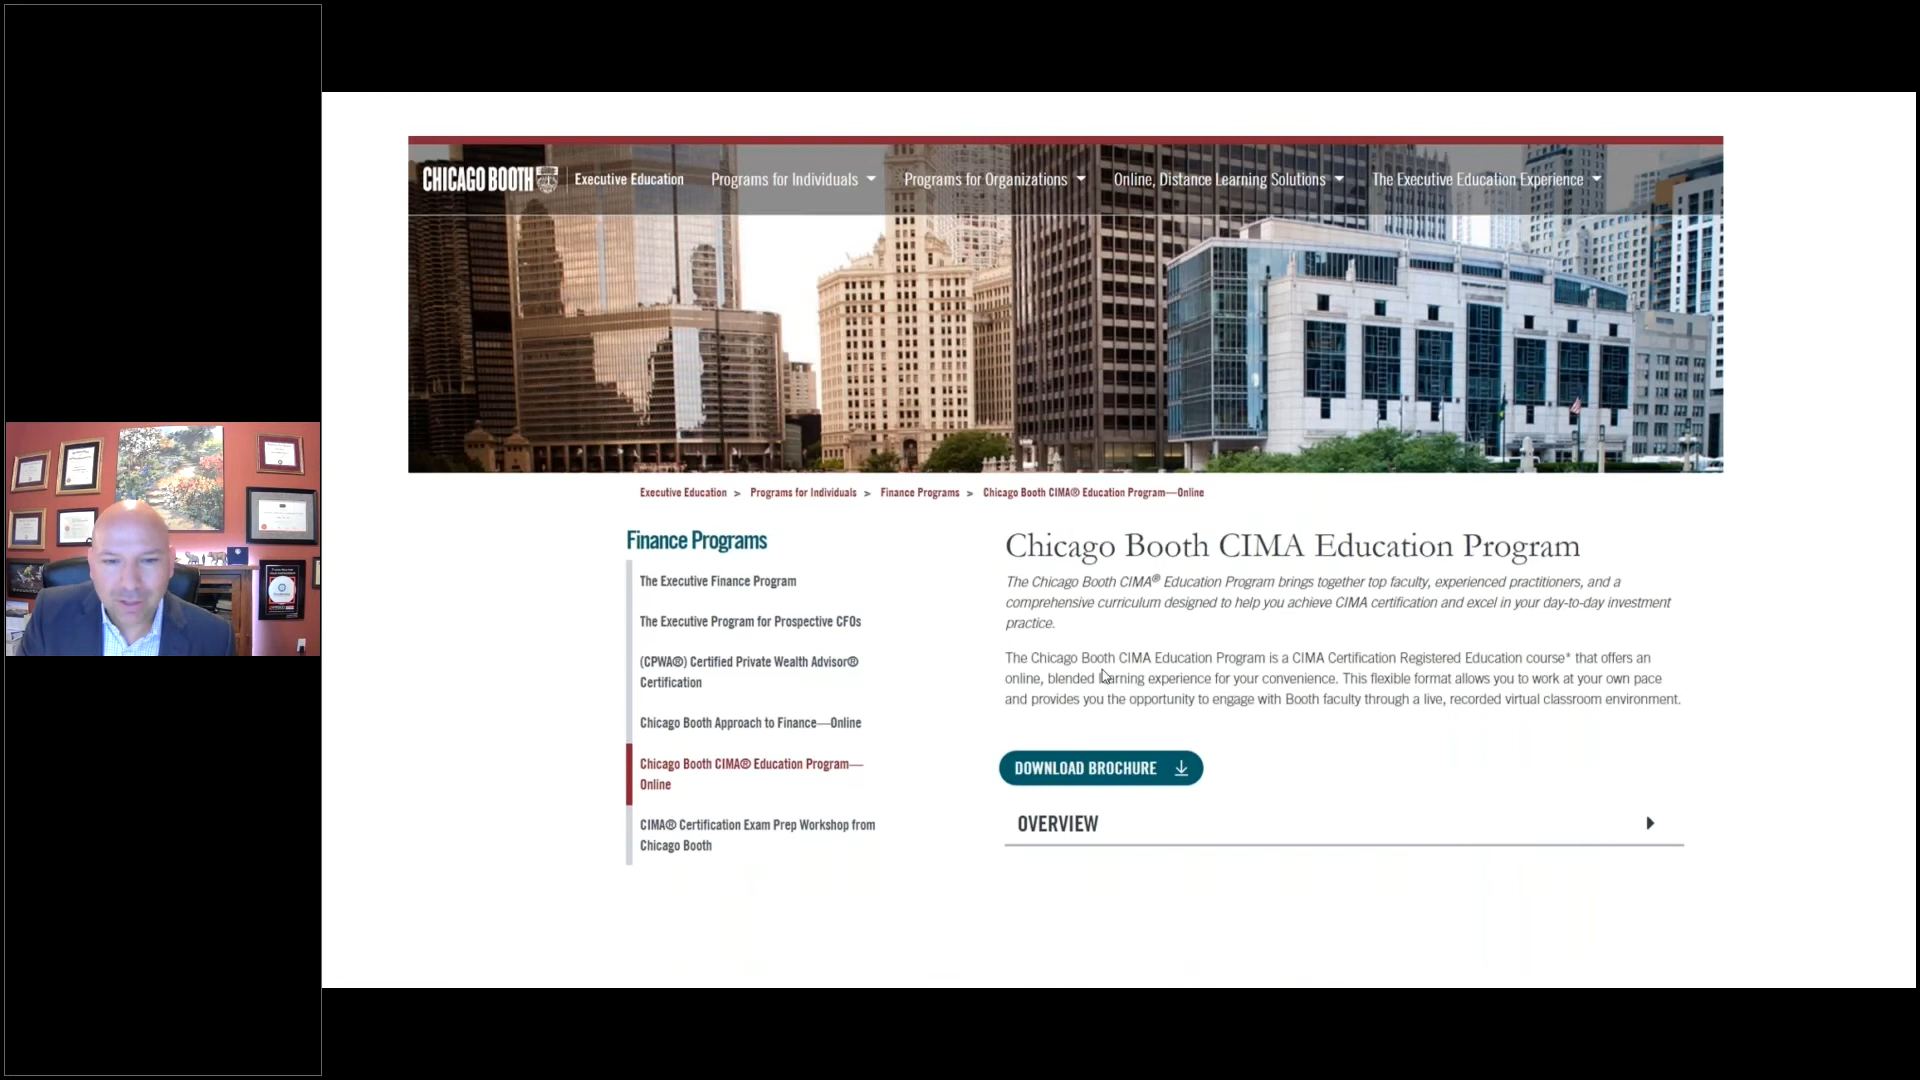 CHICAGO BOOTH Executive Education Programs for Individuals Programs for Organizations Online, Distance Learning Solutions The Executive Education Experience
Executive Education > Programs for Individuals > Finance Programs > Chicago Booth CIMA® Education Program—Online
Finance Programs
The Executive Finance Program
The Executive Program for Prospective CFOs
(CPWA®) Certified Private Wealth Advisor®
Certification
Chicago Booth Approach to Finance—Online
Chicago Booth CIMA® Education Program—
Online
CIMA® Certification Exam Prep Workshop from
Chicago Booth
Chicago Booth CIMA Education Program
The Chicago Booth CIMA® Education Program brings together top faculty, experienced practitioners, and a
comprehensive curriculum designed to help you achieve CIMA certification and excel in your day-to-day investment
practice.
The Chicago Booth CIMA Education Program is a CIMA Certification Registered Education course* that offers an
online, blended learning experience for your convenience. This flexible format allows you to work at your own pace
and provides you the opportunity to engage with Booth faculty through a live, recorded virtual classroom environment.
DOWNLOAD BROCHURE
OVERVIEW